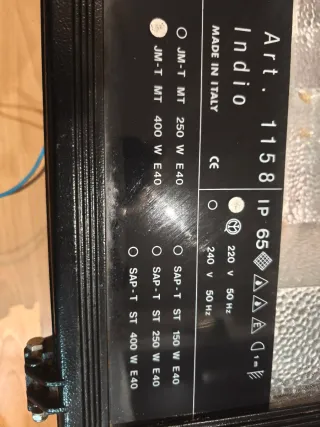 Art. 1158
Indio
MADE IN ITALY CE
JM-T MT 250 W E40
JM-T MT 400 W E40
IP 65 F F E 1m
M 220 V 50 Hz
240 V 50 Hz
SAP-T ST 150 W E40
SAP-T ST 250 W E40
SAP-T ST 400 W E40